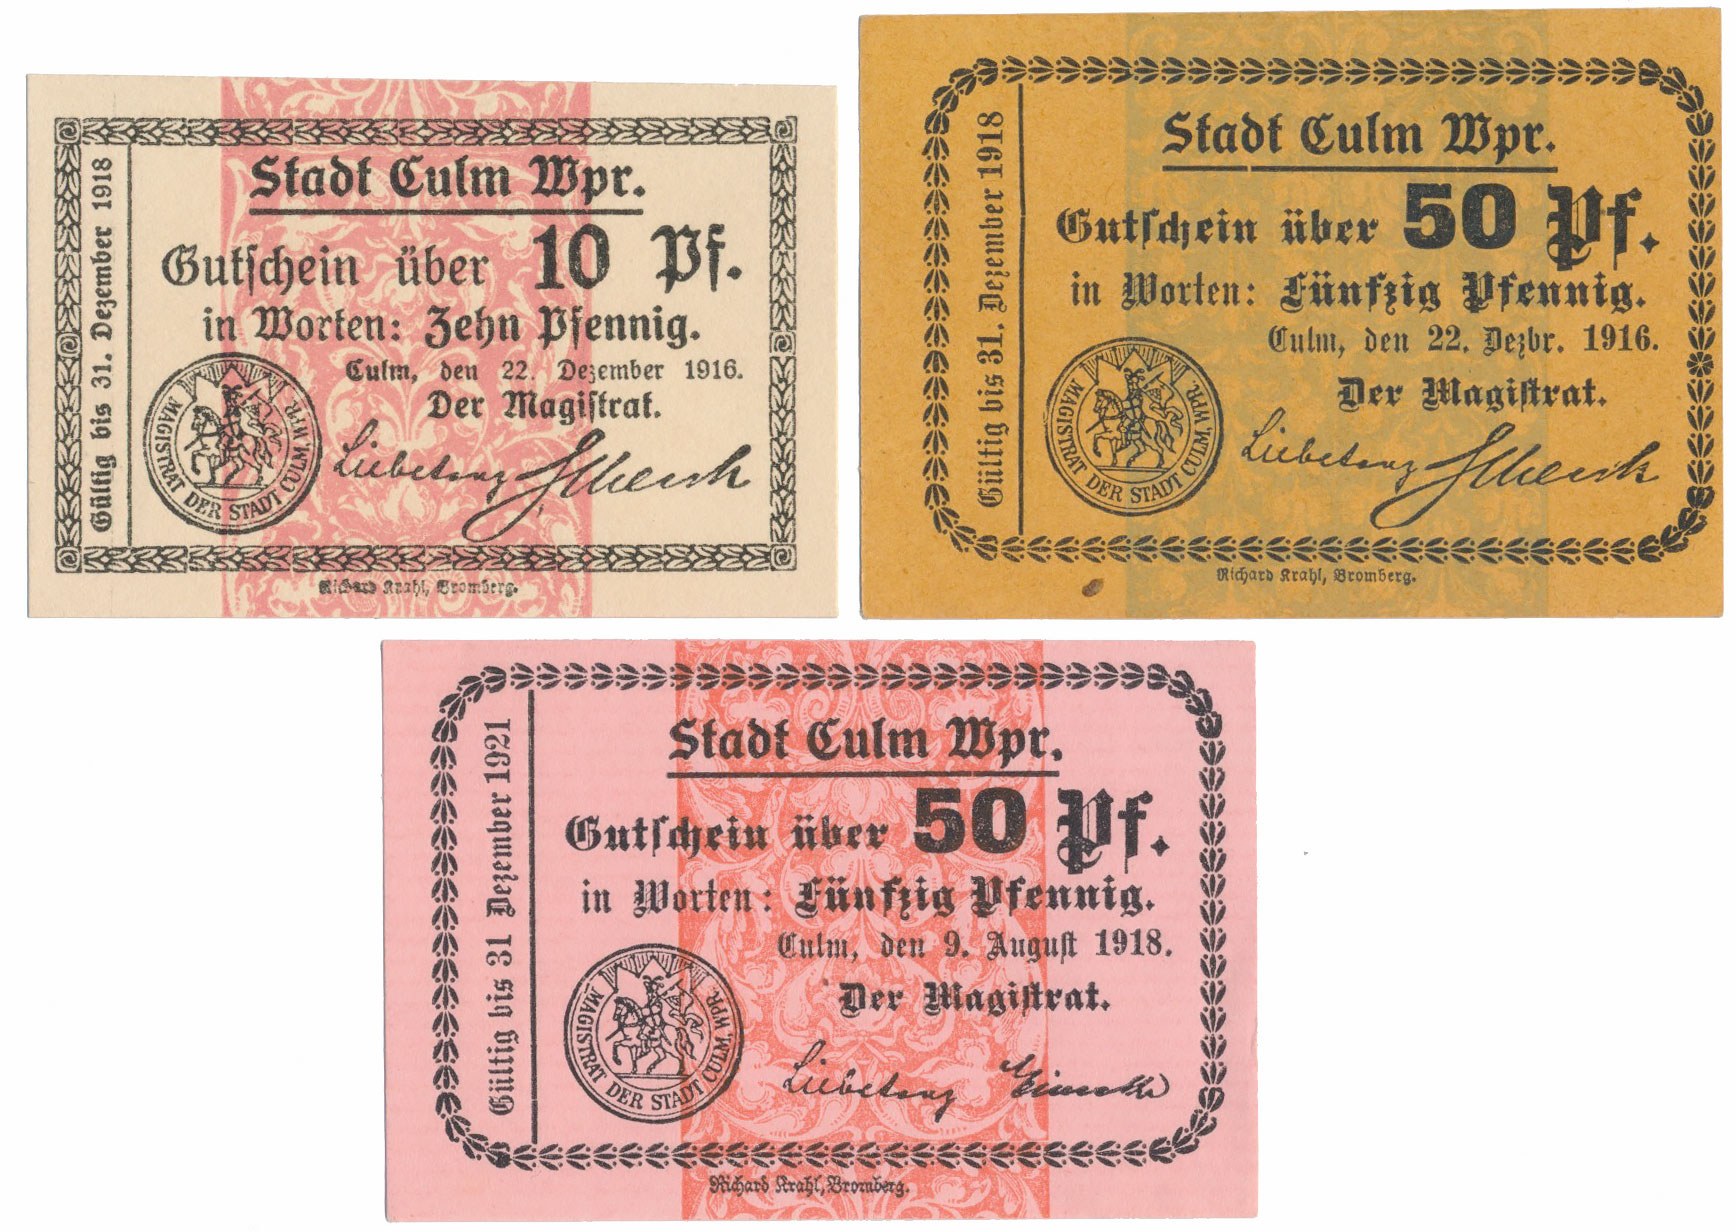 Gültig bis 31. Dezember 1918
Stadt Culm Wpr.
Gutschein über 10 Pf.
in Worten: Zehn Pfennig.
Culm, den 22. Dezember 1916.
Der Magistrat.
MAGISTRAT DER STADT CULM, WPR.
Liebetanz
Richard Krahl, Bromberg.
Gültig bis 31. Dezember 1918
Stadt Culm Wpr.
Gutschein über 50 Pf.
in Worten: Fünfzig Pfennig.
Culm, den 22. Dezbr. 1916.
Der Magistrat.
MAGISTRAT DER STADT CULM, WPR.
Liebetanz
Richard Krahl, Bromberg.
Gültig bis 31 Dezember 1921
Stadt Culm Wpr.
Gutschein über 50 Pf.
in Worten: Fünfzig Pfennig.
Culm, den 9. August 1918.
Der Magistrat.
MAGISTRAT DER STADT CULM, WPR.
Liebetanz
Richard Krahl, Bromberg.